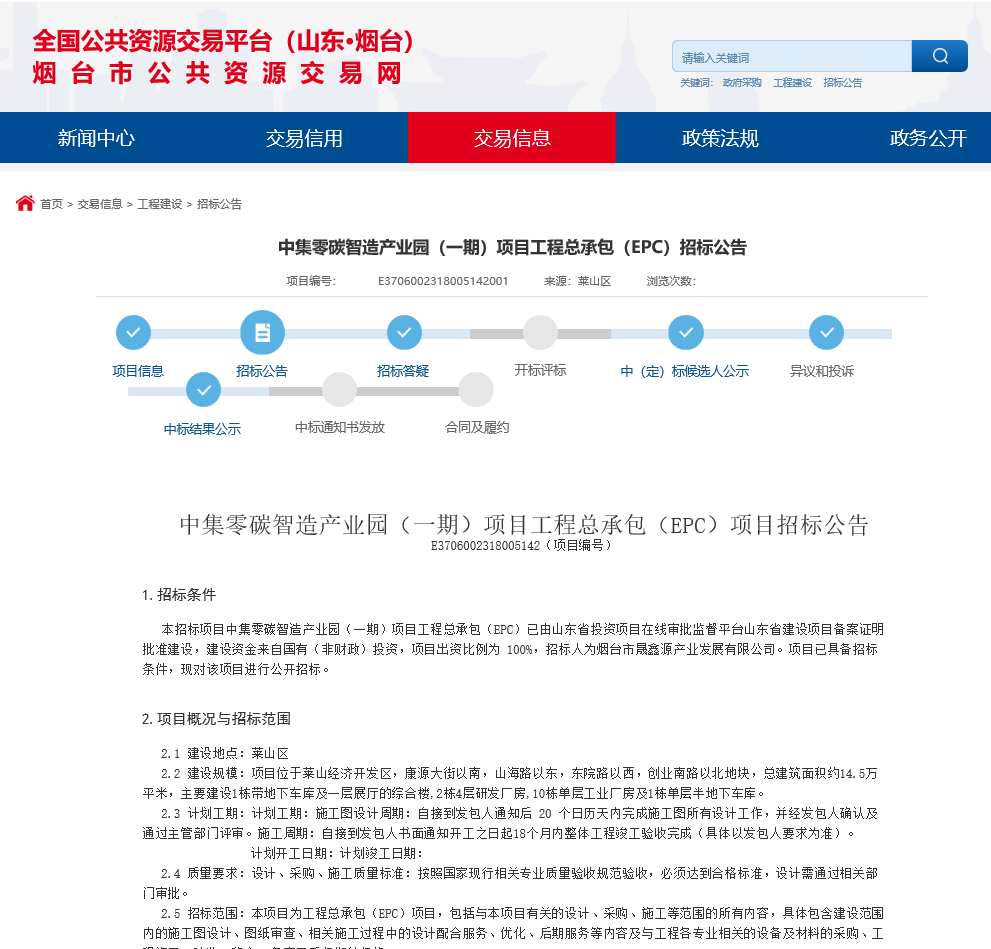 全国公共资源交易平台（山东•烟台）
烟台市公共资源交易网
请输入关键词
关键词： 政府采购 工程建设 招标公告
新闻中心 交易信用 交易信息 政策法规 政务公开
首页 > 交易信息 > 工程建设 > 招标公告
中集零碳智造产业园（一期）项目工程总承包（EPC）招标公告
项目编号： E3706002318005142001 来源：莱山区 浏览次数：
项目信息 招标公告 招标答疑 开标评标 中（定）标候选人公示 异议和投诉
中标结果公示 中标通知书发放 合同及履约
中集零碳智造产业园（一期）项目工程总承包（EPC）项目招标公告
E3706002318005142（项目编号）
1. 招标条件
本招标项目中集零碳智造产业园（一期）项目工程总承包（EPC）已由山东省投资项目在线审批监督平台山东省建设项目备案证明
批准建设，建设资金来自国有（非财政）投资，项目出资比例为 100%，招标人为烟台市晟鑫源产业发展有限公司。项目已具备招标
条件，现对该项目进行公开招标。
2. 项目概况与招标范围
2.1 建设地点：莱山区
2.2 建设规模：项目位于莱山经济开发区，康源大街以南，山海路以东，东院路以西，创业南路以北地块，总建筑面积约14.5万
平米，主要建设1栋带地下车库及一层展厅的综合楼,2栋4层研发厂房,10栋单层工业厂房及1栋单层半地下车库。
2.3 计划工期：计划工期：施工图设计周期：自接到发包人通知后 20 个日历天内完成施工图所有设计工作，并经发包人确认及
通过主管部门评审。施工周期：自接到发包人书面通知开工之日起18个月内整体工程竣工验收完成（具体以发包人要求为准）。
计划开工日期：计划竣工日期：
2.4 质量要求：设计、采购、施工质量标准：按照国家现行相关专业质量验收规范验收，必须达到合格标准，设计需通过相关部
门审批。
2.5 招标范围：本项目为工程总承包（EPC）项目，包括与本项目有关的设计、采购、施工等范围的所有内容，具体包含建设范围
内的施工图设计、图纸审查、相关施工过程中的设计配合服务、优化、后期服务等内容及与工程各专业相关的设备及材料的采购、工